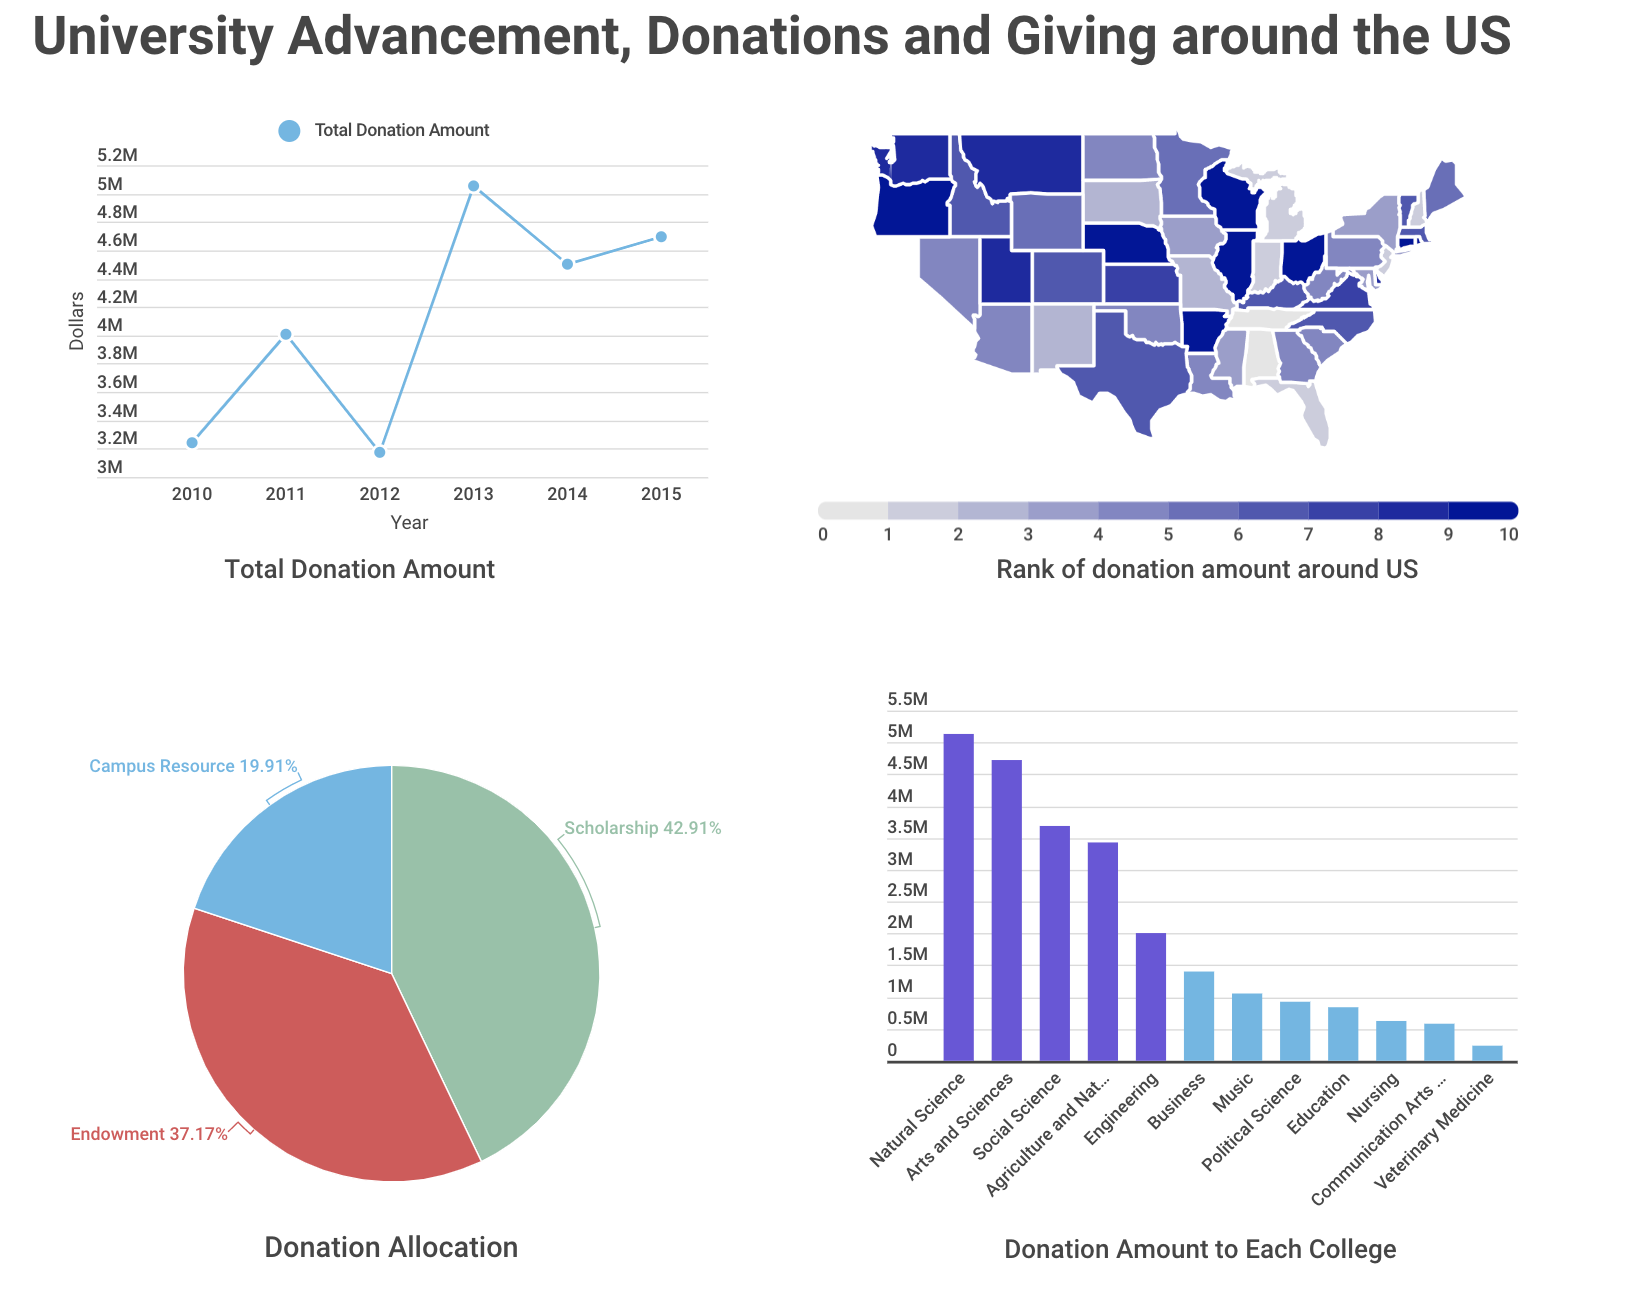 University Advancement, Donations and Giving around the US
Total Donation Amount
5.2M
5M
4.8M
4.6M
4.4M
4.2M
4M
3.8M
3.6M
3.4M
3.2M
3M
Dollars
2010 2011 2012 2013 2014 2015
Year
Total Donation Amount
0 1 2 3 4 5 6 7 8 9 10
Rank of donation amount around US
Campus Resource 19.91%
Scholarship 42.91%
Endowment 37.17%
Donation Allocation
5.5M
5M
4.5M
4M
3.5M
3M
2.5M
2M
1.5M
1M
0.5M
0
Natural Science
Arts and Sciences
Social Science
Agriculture and Nat...
Engineering
Business
Music
Political Science
Education
Nursing
Communication Arts ...
Veterinary Medicine
Donation Amount to Each College